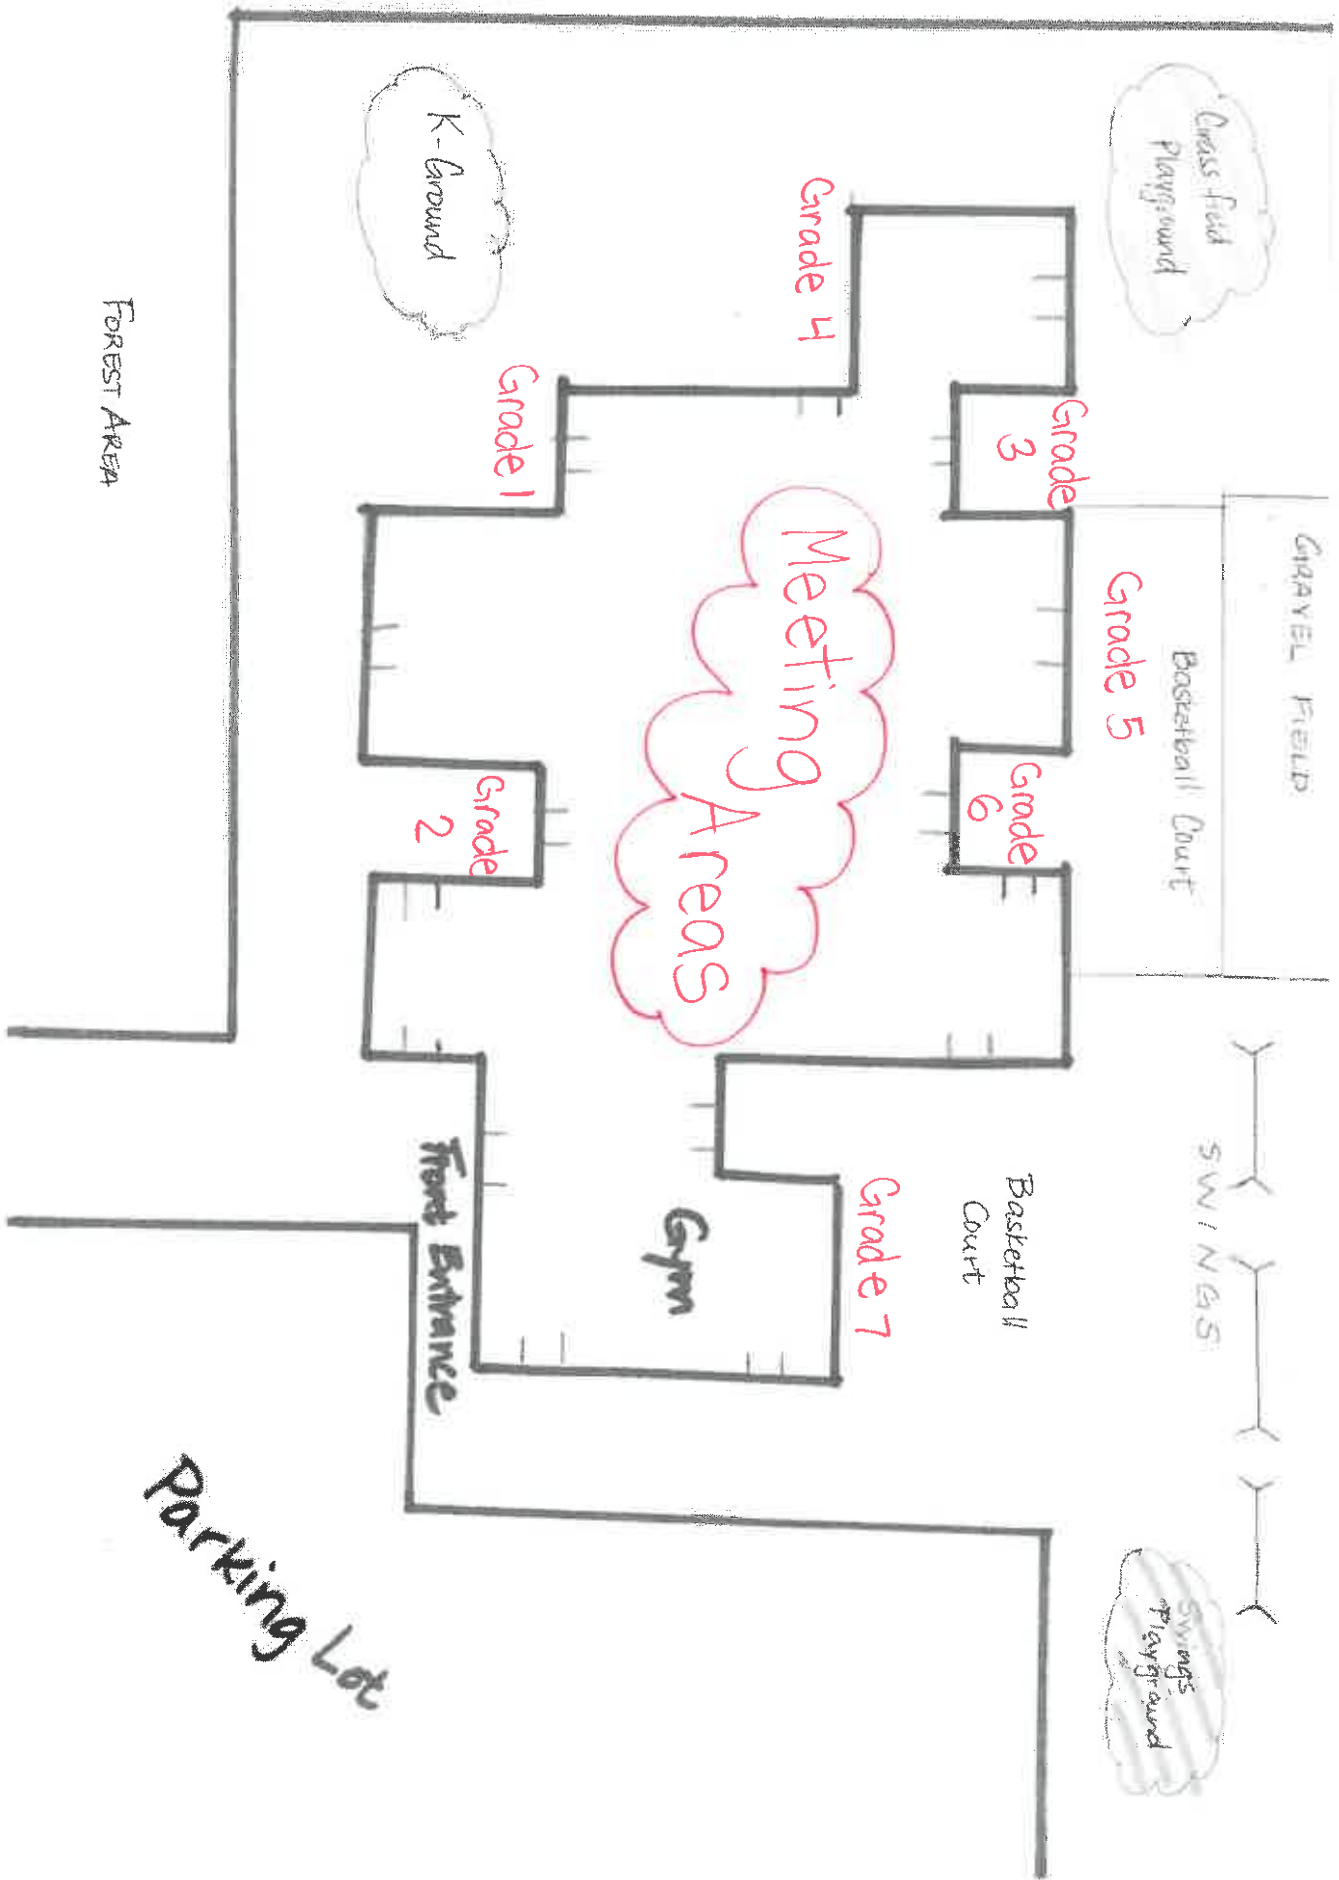 GRAVEL FIELD
Grass field
Playground
SWINGS
Swings
Playground
Basketball Court
Grade 5
Grade
3
Grade
6
Basketball
Court
Grade 7
Grade 4
Meeting
Areas
Gym
Grade 1
Grade
2
K-Ground
Front Entrance
Parking Lot
FOREST AREA